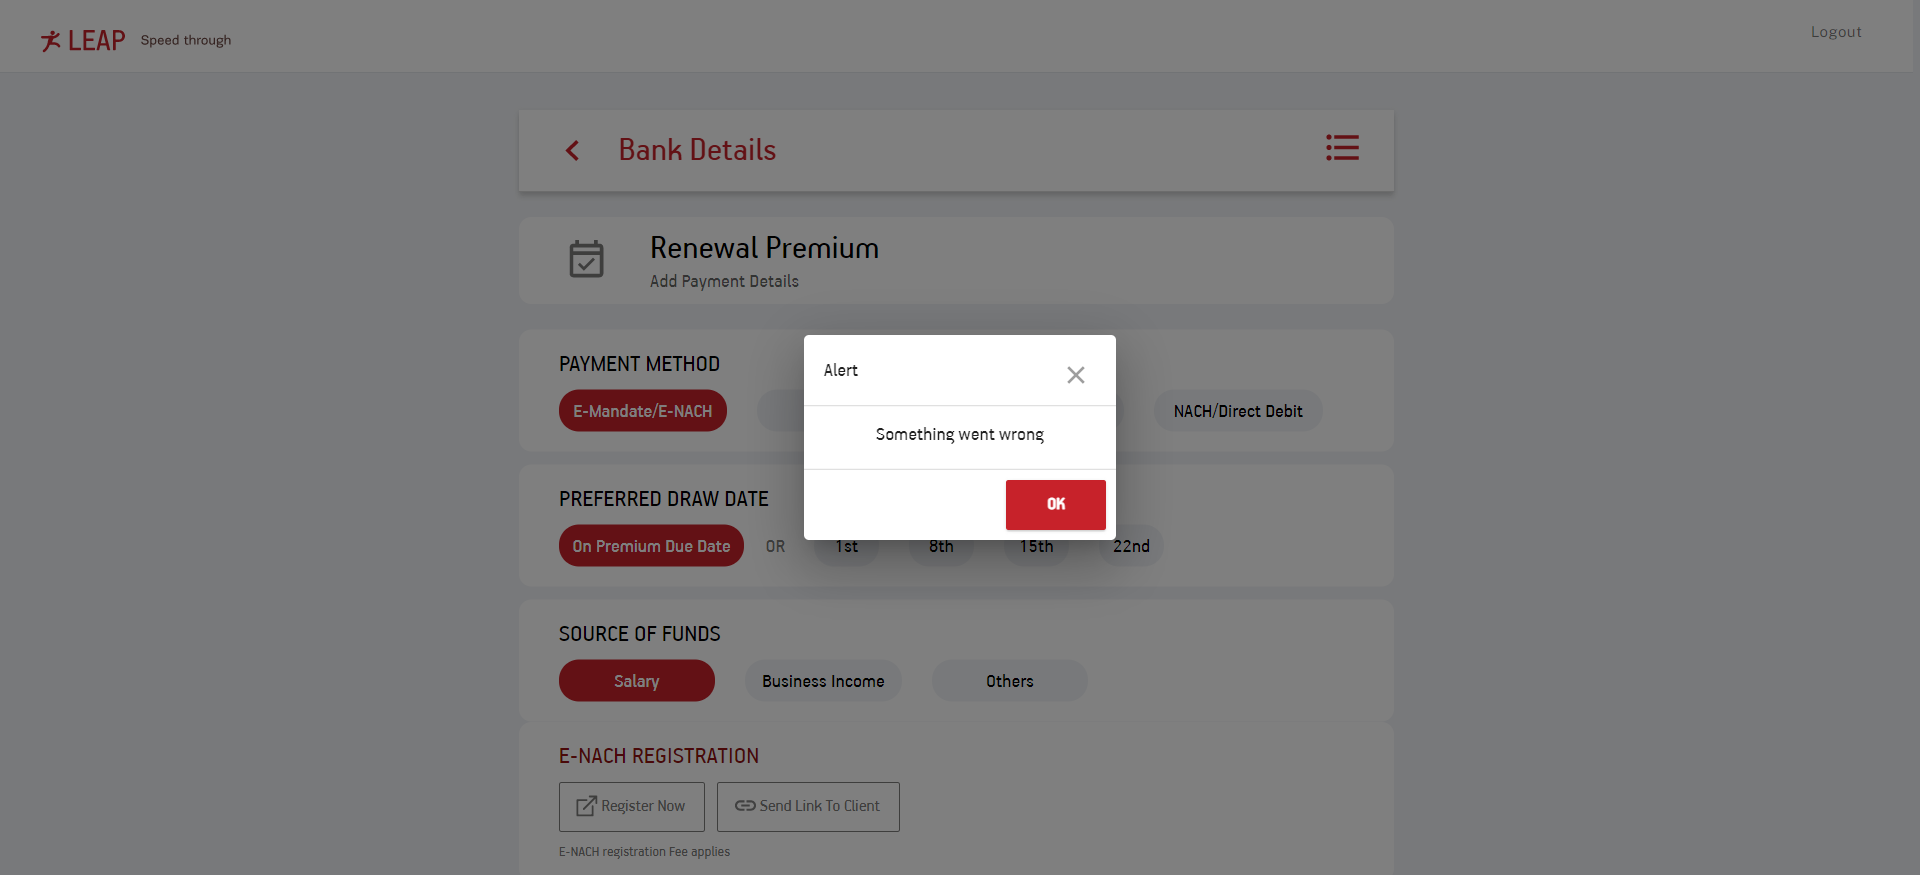 LEAP Speed through
Logout
Bank Details
Renewal Premium
Add Payment Details
PAYMENT METHOD
E-Mandate/E-NACH
NACH/Direct Debit
Alert
Something went wrong
OK
PREFERRED DRAW DATE
On Premium Due Date OR 1st 8th 15th 22nd
SOURCE OF FUNDS
Salary Business Income Others
E-NACH REGISTRATION
Register Now Send Link To Client
E-NACH registration Fee applies